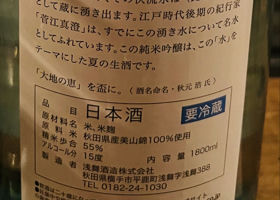 として蔵に湧き出ます。江戸時代後期の紀行家
「菅江真澄」は、すでにこの湧き水についても名水
としてふれています。この純米吟醸は、この「水」を
テーマにした夏の生酒です。
「大地の恵」を盃に。（酒名命名・秋元 浩 氏）
品目 日本酒 要冷蔵
原材料名 米、米麹
原料米 秋田県産美山錦100%使用
精米歩合 55%
アルコール分 15度 内容量 1800ml
製造者 浅舞酒造株式会社
秋田県横手市平鹿町浅舞字浅舞388
TEL 0182-24-1030